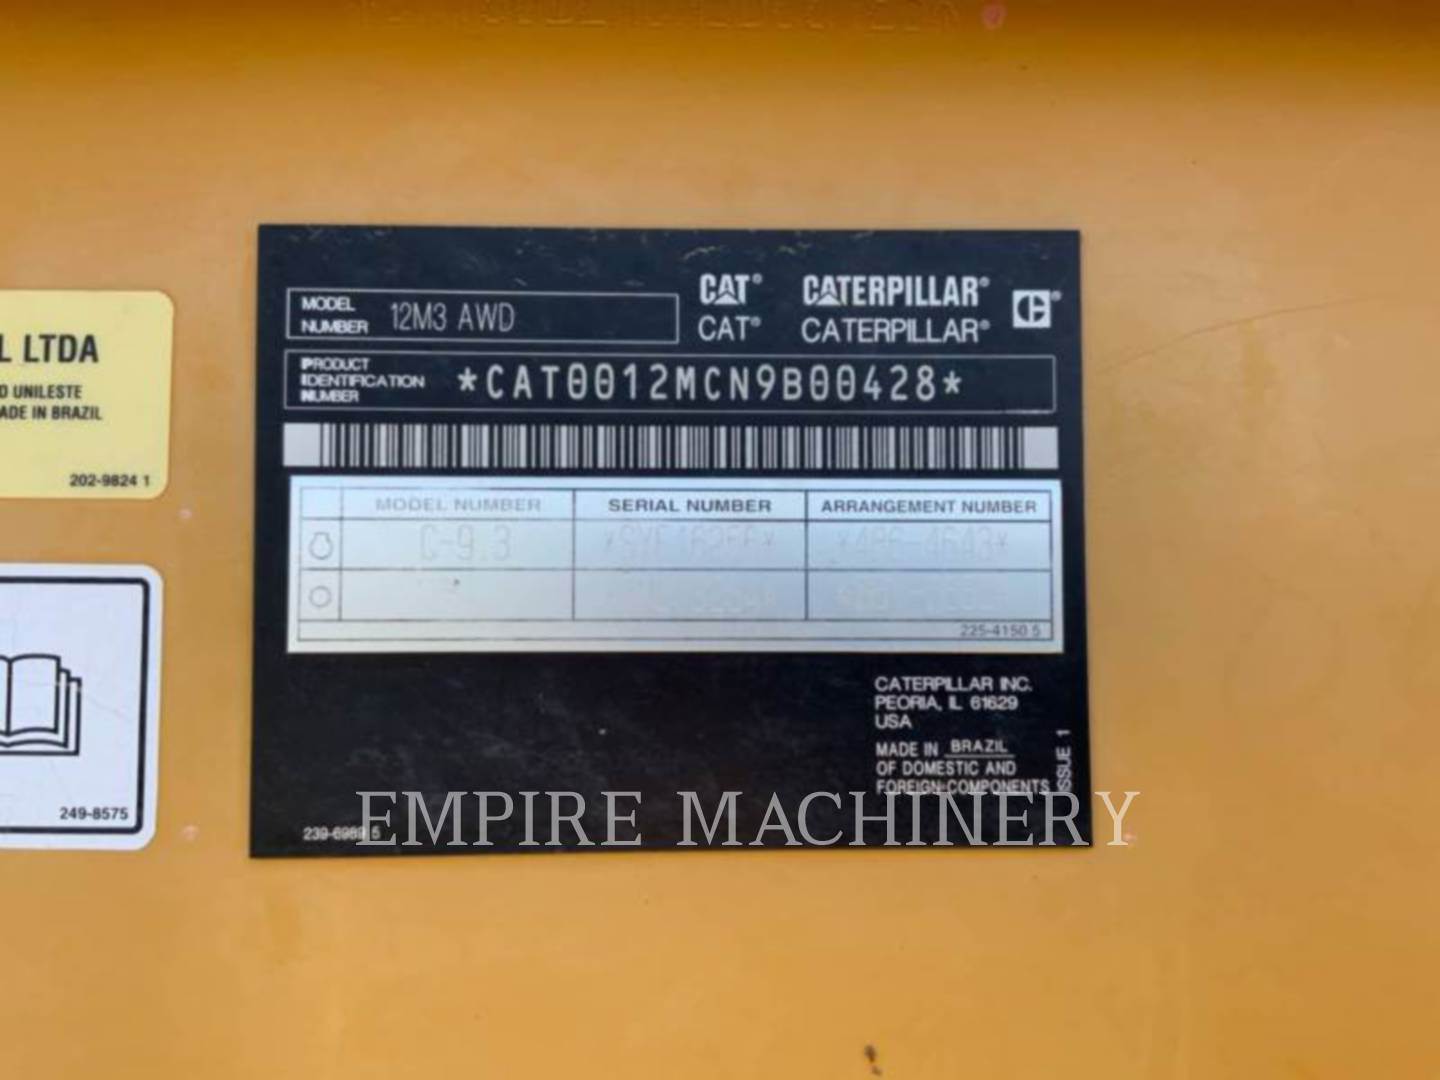 L LTDA
O UNILESTE
ADE IN BRAZIL
202-9824 1
249-8575
MODEL NUMBER 12M3 AWD
CAT® CATERPILLAR®
CAT® CATERPILLAR®
PRODUCT IDENTIFICATION NUMBER *CAT0012MCN9B00428*
MODEL NUMBER SERIAL NUMBER ARRANGEMENT NUMBER
C-9.3 *466-4643*
225-4150 5
CATERPILLAR INC.
PEORIA, IL 61629
USA
MADE IN BRAZIL
OF DOMESTIC AND
FOREIGN COMPONENTS
ISSUE 1
239-6989 5
EMPIRE MACHINERY